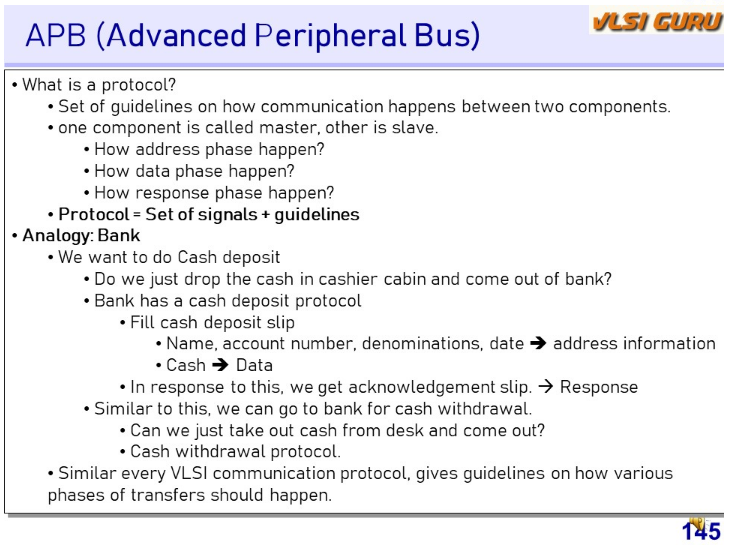 APB (Advanced Peripheral Bus)
VLSI GURU
• What is a protocol?
• Set of guidelines on how communication happens between two components.
• one component is called master, other is slave.
• How address phase happen?
• How data phase happen?
• How response phase happen?
• Protocol = Set of signals + guidelines
• Analogy: Bank
• We want to do Cash deposit
• Do we just drop the cash in cashier cabin and come out of bank?
• Bank has a cash deposit protocol
• Fill cash deposit slip
• Name, account number, denominations, date ➔ address information
• Cash ➔ Data
• In response to this, we get acknowledgement slip. → Response
• Similar to this, we can go to bank for cash withdrawal.
• Can we just take out cash from desk and come out?
• Cash withdrawal protocol.
• Similar every VLSI communication protocol, gives guidelines on how various
phases of transfers should happen.
145